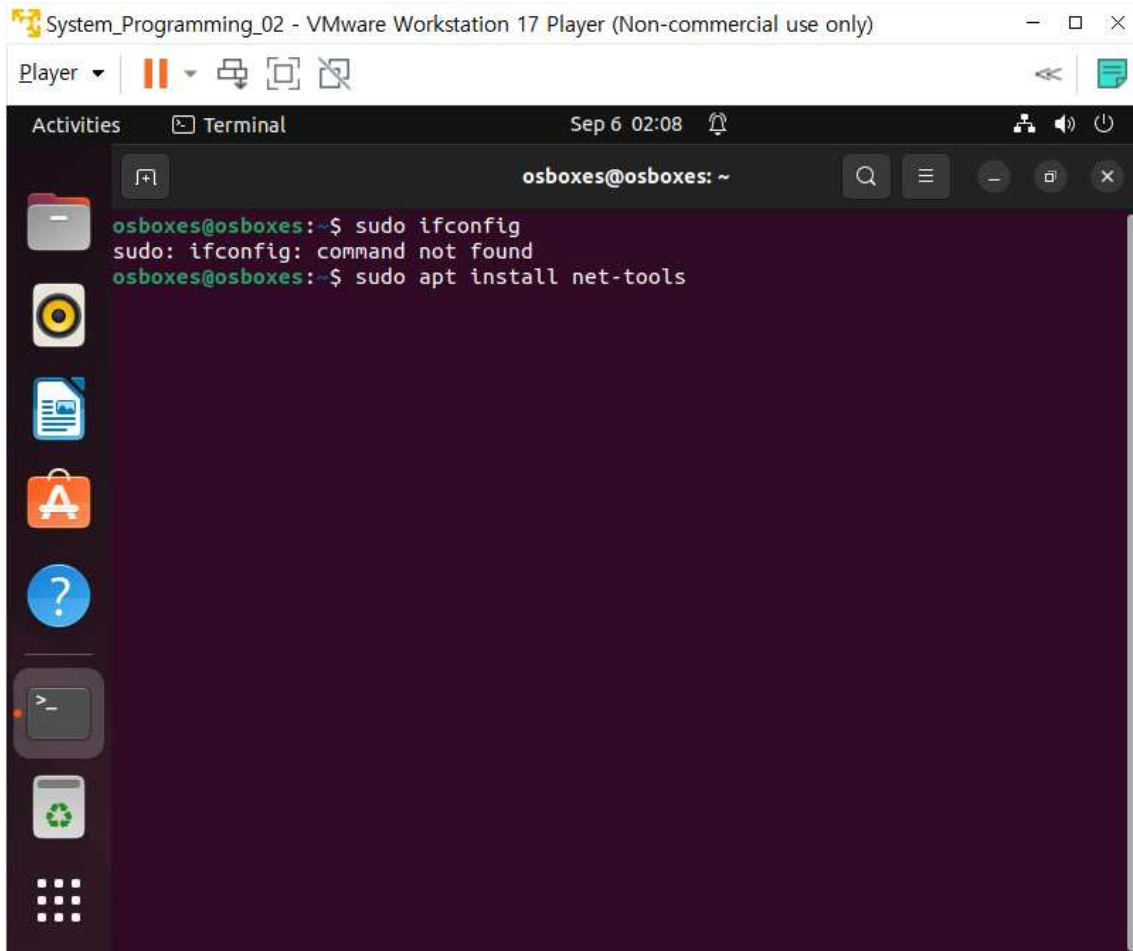 System_Programming_02 - VMware Workstation 17 Player (Non-commercial use only)
Player
Activities Terminal Sep 6 02:08
osboxes@osboxes: ~
osboxes@osboxes:~$ sudo ifconfig
sudo: ifconfig: command not found
osboxes@osboxes:~$ sudo apt install net-tools